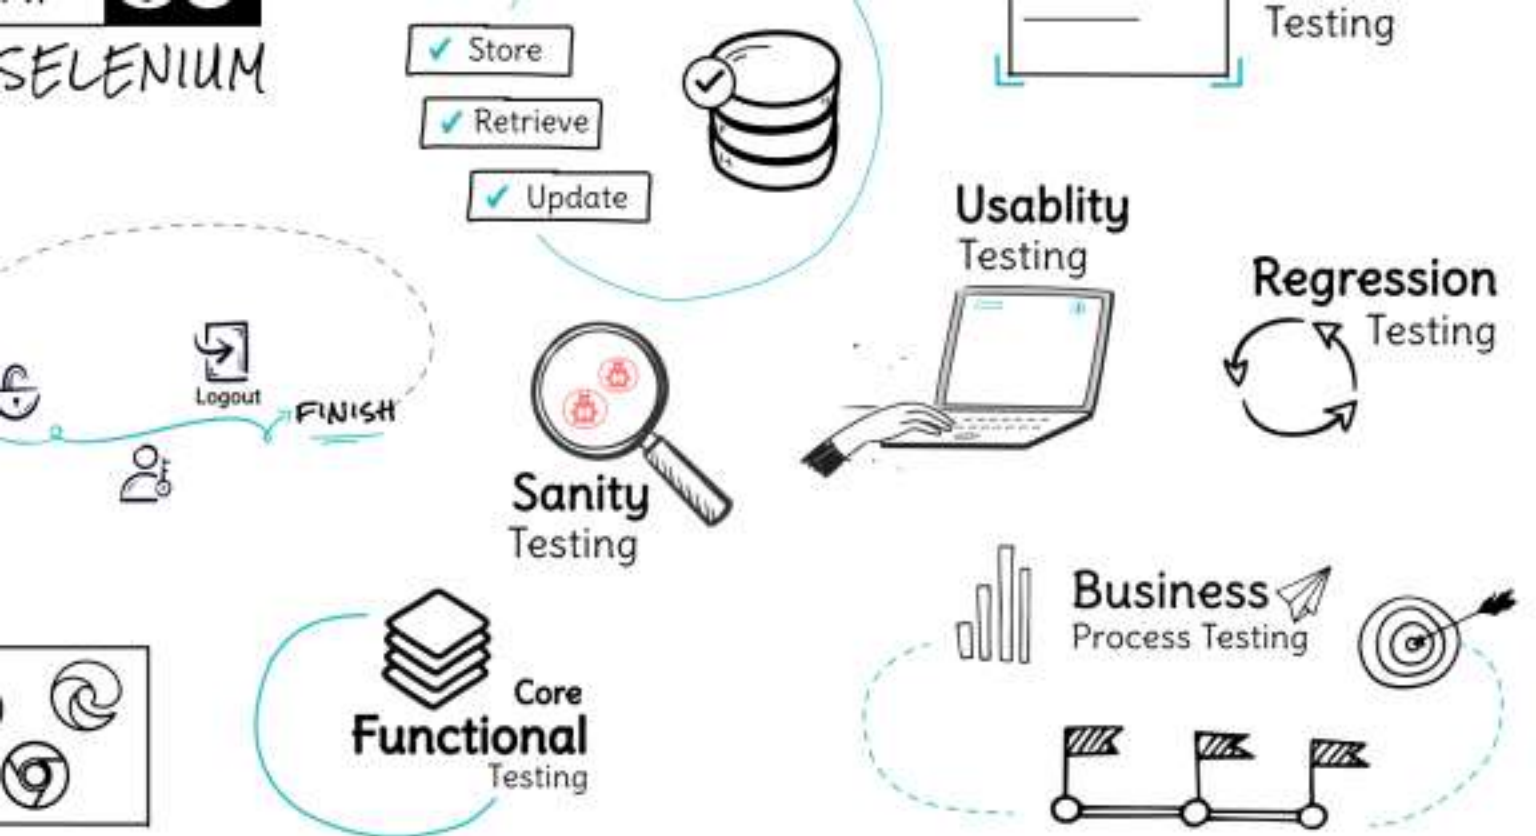 SELENIUM
Store
Retrieve
Update
Testing
Usablity
Testing
Regression
Testing
Logout
FINISH
Sanity
Testing
Business
Process Testing
Core
Functional
Testing